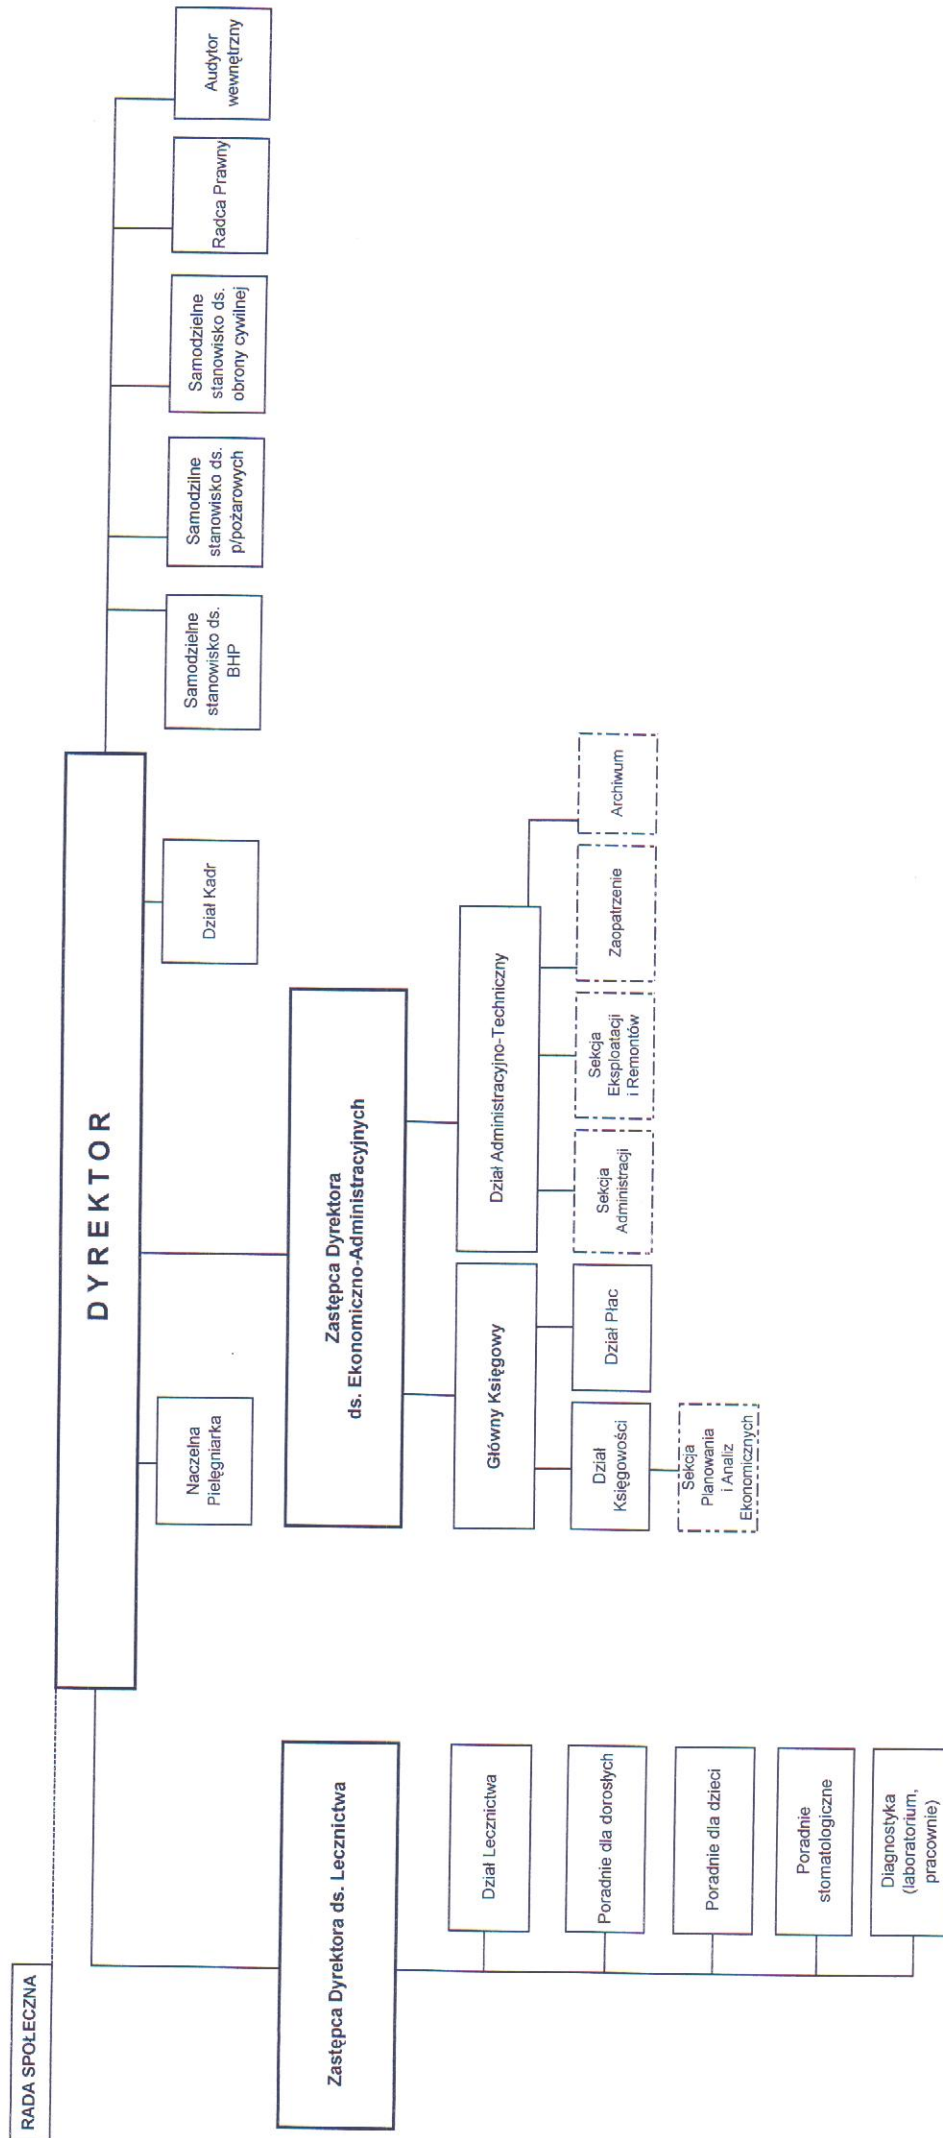 RADA SPOŁECZNA
DYREKTOR
Naczelna
Pielęgniarka
Dział Kadr
Samodzielne
stanowisko ds.
BHP
Samodzilne
stanowisko ds.
p/pożarowych
Samodzielne
stanowisko ds.
obrony cywilnej
Radca Prawny
Audytor
wewnętrzny
Zastępca Dyrektora ds. Lecznictwa
Dział Lecznictwa
Poradnie dla dorosłych
Poradnie dla dzieci
Poradnie
stomatologiczne
Diagnostyka
(laboratorium,
pracownie)
Zastępca Dyrektora
ds. Ekonomiczno-Administracyjnych
Główny Księgowy
Dział
Księgowości
Sekcja
Planowania
i Analiz
Ekonomicznych
Dział Płac
Dział Administracyjno-Techniczny
Sekcja
Administracji
Sekcja
Eksploatacji
i Remontów
Zaopatrzenie
Archiwum